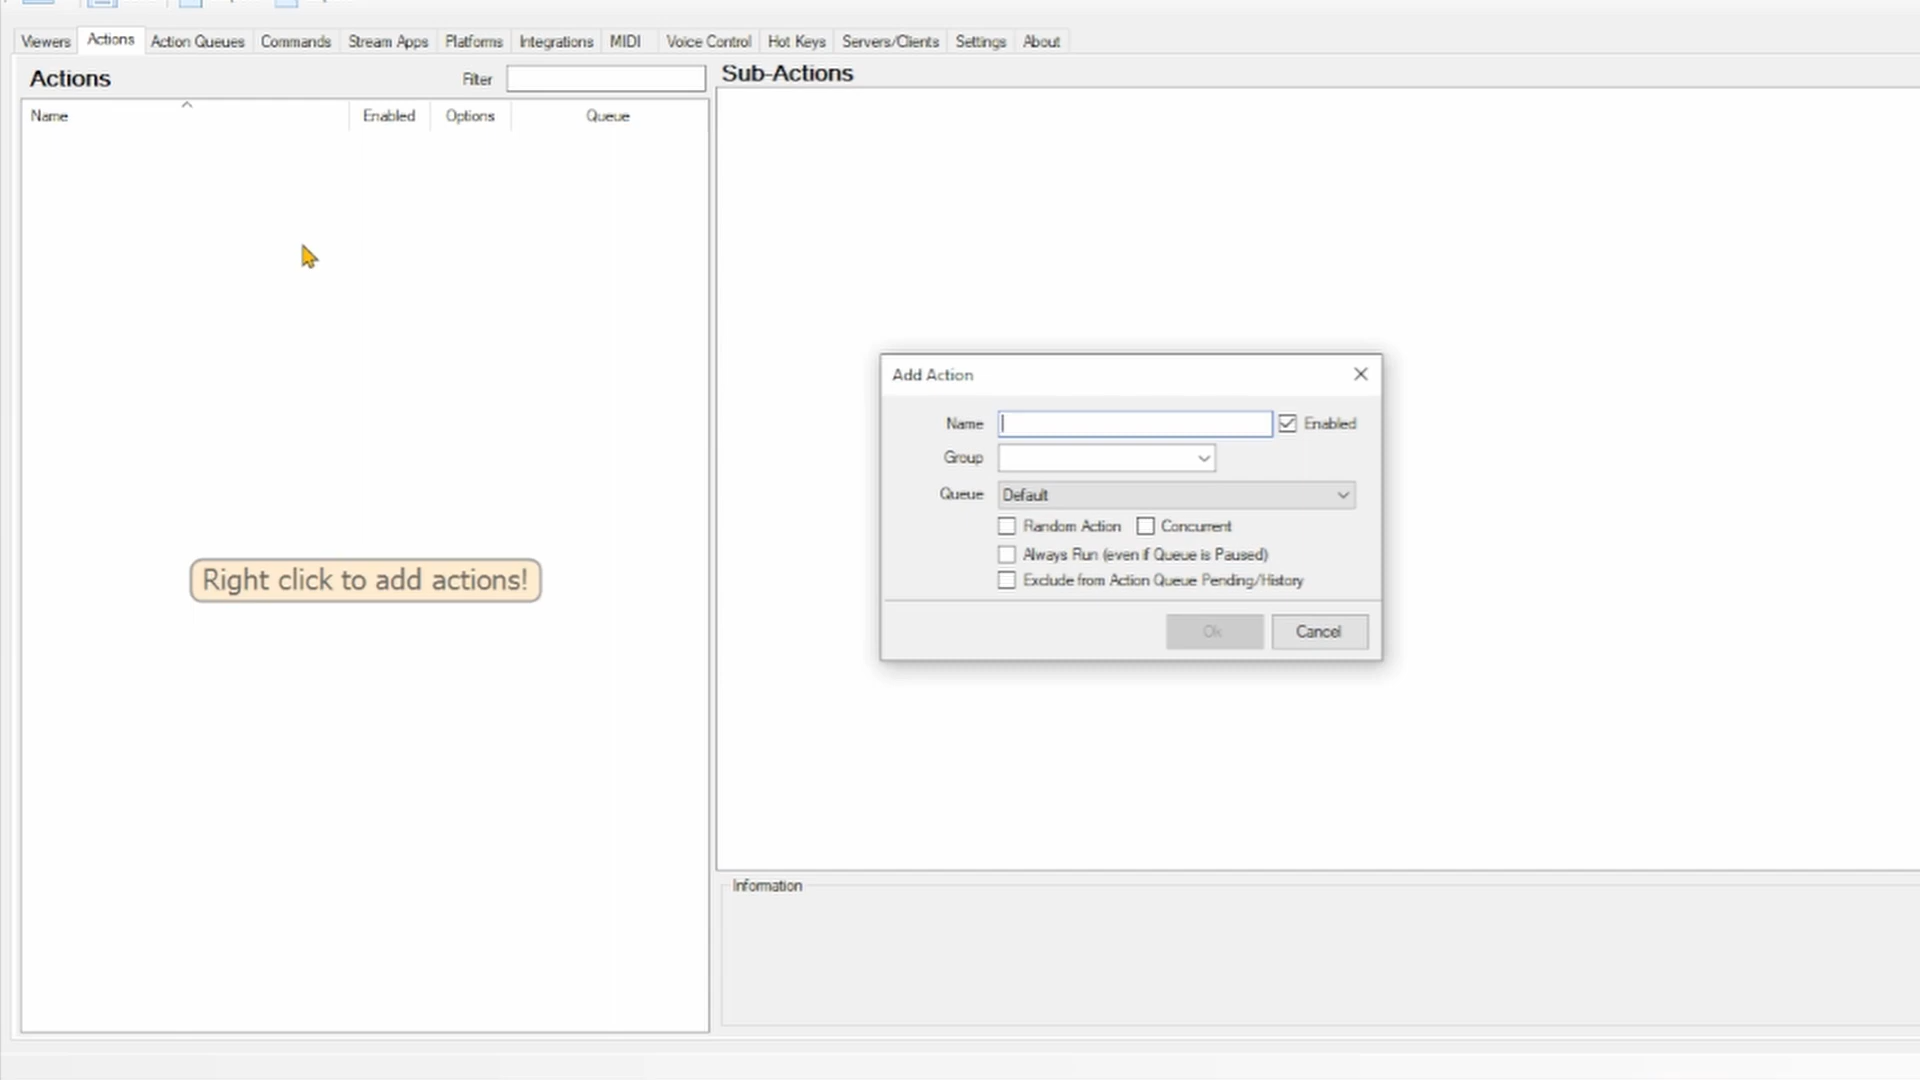 Viewers Actions Action Queues Commands Stream Apps Platforms Integrations MIDI Voice Control Hot Keys Servers/Clients Settings About
Actions Filter
Name Enabled Options Queue
Right click to add actions!
Sub-Actions
Add Action
Name Enabled
Group
Queue Default
Random Action Concurrent
Always Run (even if Queue is Paused)
Exclude from Action Queue Pending/History
Ok Cancel
Information